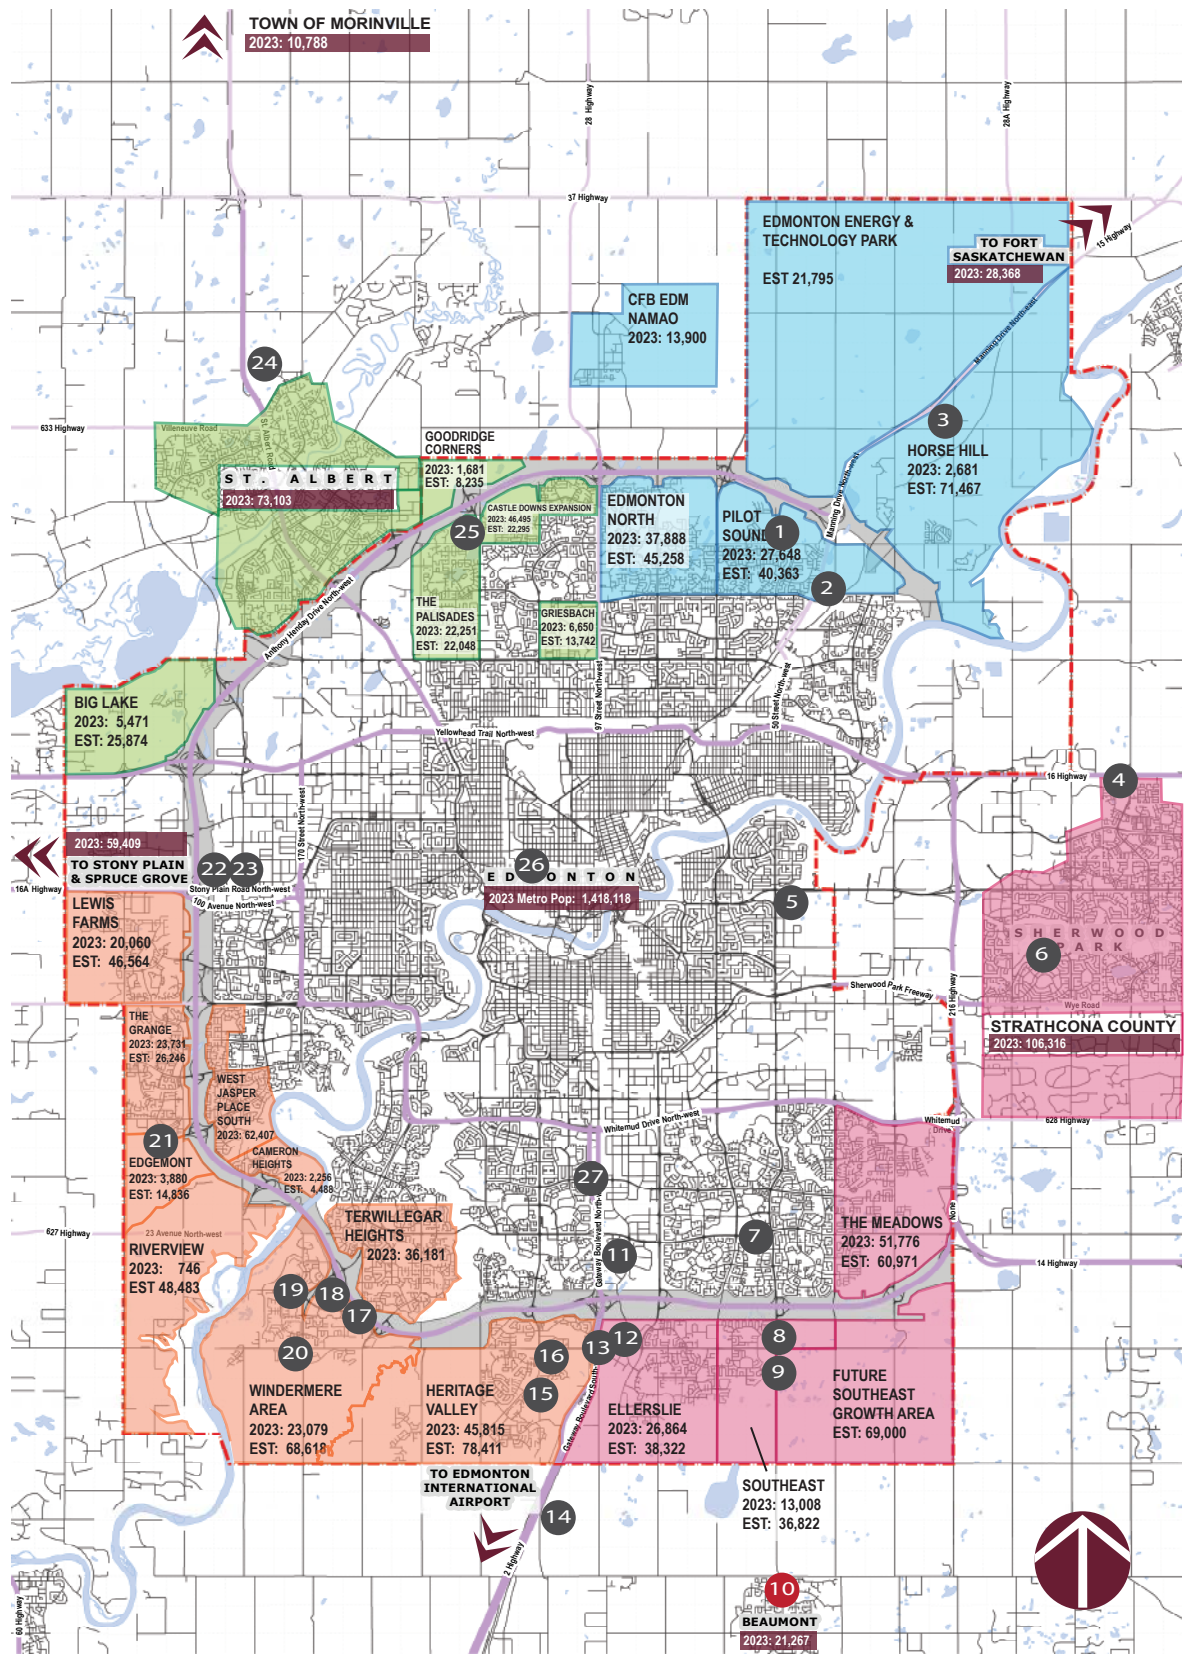 TOWN OF MORINVILLE
2023: 10,788
28 Highway
28A Highway
37 Highway
15 Highway
EDMONTON ENERGY &
TECHNOLOGY PARK
EST 21,795
TO FORT
SASKATCHEWAN
2023: 28,368
CFB EDM
NAMAO
2023: 13,900
Manning Drive North-east
24
633 Highway
Villeneuve Road
St Albert Road
ST. ALBERT
2023: 73,103
GOODRIDGE
CORNERS
2023: 1,681
EST: 8,235
3
HORSE HILL
2023: 2,681
EST: 71,467
Manning Drive North-west
CASTLE DOWNS EXPANSION
2023: 46,495
EST: 22,295
25
EDMONTON
NORTH
2023: 37,888
EST: 45,258
PILOT
SOUND
2023: 27,648
EST: 40,363
1
2
Anthony Henday Drive North-west
THE
PALISADES
2023: 22,251
EST: 22,048
GRIESBACH
2023: 6,650
EST: 13,742
97 Street North-west
50 Street North-west
BIG LAKE
2023: 5,471
EST: 25,874
Yellowhead Trail North-west
16 Highway
4
170 Street North-west
2023: 59,409
TO STONY PLAIN
& SPRUCE GROVE
16A Highway
22
23
Stony Plain Road North-west
100 Avenue North-west
26
EDMONTON
2023 Metro Pop: 1,418,118
5
LEWIS
FARMS
2023: 20,060
EST: 46,564
SHERWOOD
PARK
6
Sherwood Park Freeway
216 Highway
Wye Road
STRATHCONA COUNTY
2023: 106,316
THE
GRANGE
2023: 23,731
EST: 26,246
WEST
JASPER
PLACE
SOUTH
2023: 62,407
Whitemud Drive North-west
Whitemud
Drive
628 Highway
21
EDGEMONT
2023: 3,880
EST: 14,836
CAMERON
HEIGHTS
2023: 2,256
EST: 4,488
27
Gateway Boulevard North-
TERWILLEGAR
HEIGHTS
2023: 36,181
627 Highway
23 Avenue North-west
RIVERVIEW
2023: 746
EST 48,483
7
11
THE MEADOWS
2023: 51,776
EST: 60,971
None
14 Highway
19
18
17
20
16
15
13
12
8
9
WINDERMERE
AREA
2023: 23,079
EST: 68,618
HERITAGE
VALLEY
2023: 45,815
EST: 78,411
Gateway Boulevard South-
ELLERSLIE
2023: 26,864
EST: 38,322
FUTURE
SOUTHEAST
GROWTH AREA
EST: 69,000
TO EDMONTON
INTERNATIONAL
AIRPORT
14
2 Highway
SOUTHEAST
2023: 13,008
EST: 36,822
10
BEAUMONT
2023: 21,267
60 Highway